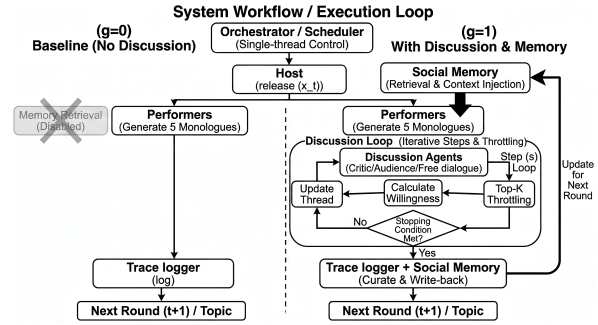 System Workflow / Execution Loop
(g=0)
Baseline (No Discussion)
Orchestrator / Scheduler
(Single-thread Control)
(g=1)
With Discussion & Memory
Host
(release (x_t))
Social Memory
(Retrieval & Context Injection)
Memory Retrieval
(Disabled)
Performers
(Generate 5 Monologues)
Performers
(Generate 5 Monologues)
Discussion Loop (Iterative Steps & Throttling)
Discussion Agents
(Critic/Audience/Free dialogue)
Step (s)
Loop
Update
Thread
Calculate
Willingness
Top-K
Throttling
Update
for
Next
Round
No
Stopping
Condition
Met?
Yes
Trace logger
(log)
Trace logger + Social Memory
(Curate & Write-back)
Next Round (t+1) / Topic
Next Round (t+1) / Topic